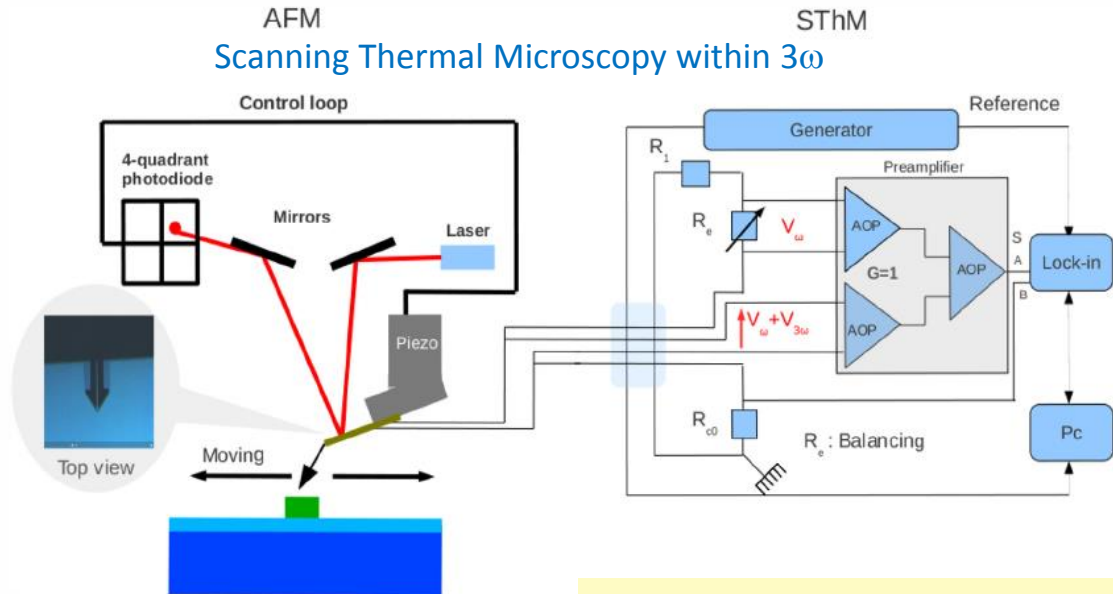 AFM
SThM
Scanning Thermal Microscopy within 3ω
Control loop
Reference
Generator
4-quadrant
photodiode
R1
Preamplifier
Mirrors
Laser
Re
Vω
AOP
S
A
Lock-in
AOP
G=1
B
Piezo
Vω+V3ω
AOP
Rc0
Pc
Re : Balancing
Top view
Moving